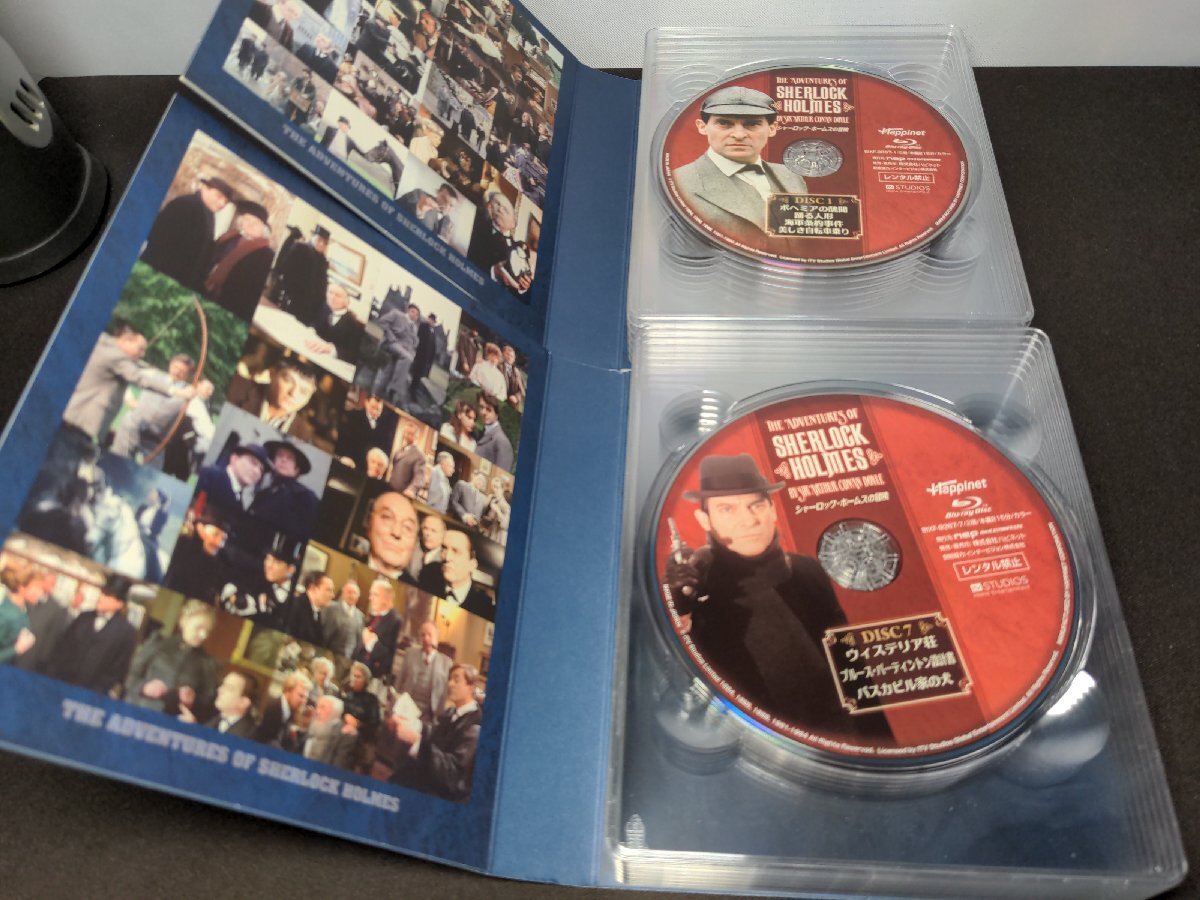 THE ADVENTURES OF SHERLOCK HOLMES
THE ADVENTURES OF
SHERLOCK
HOLMES
BY SIR ARTHUR CONAN DOYLE
シャーロック・ホームズの冒険
Happinet
Blu-ray Disc
レンタル禁止
STUDIOS
DISC 1
ボヘミアの醜聞
踊る人形
海軍条約事件
美しき自転車乗り
THE ADVENTURES OF SHERLOCK HOLMES
THE ADVENTURES OF
SHERLOCK
HOLMES
BY SIR ARTHUR CONAN DOYLE
シャーロック・ホームズの冒険
Happinet
Blu-ray Disc
レンタル禁止
STUDIOS
Home Entertainment
DISC 7
ウィステリア荘
ブルース・パーティントン設計書
バスカビル家の犬